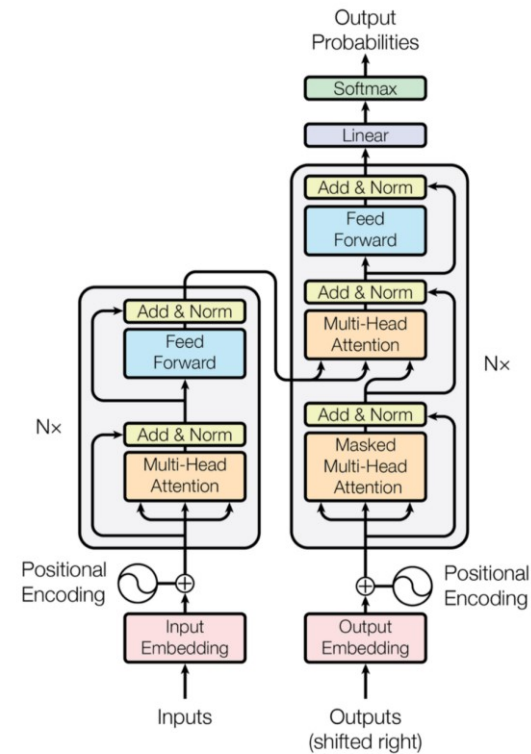 Output
Probabilities
Softmax
Linear
Add & Norm
Feed
Forward
Add & Norm
Multi-Head
Attention
Add & Norm
Masked
Multi-Head
Attention
Nx
Add & Norm
Feed
Forward
Add & Norm
Multi-Head
Attention
Nx
Positional
Encoding
Positional
Encoding
Input
Embedding
Output
Embedding
Inputs
Outputs
(shifted right)